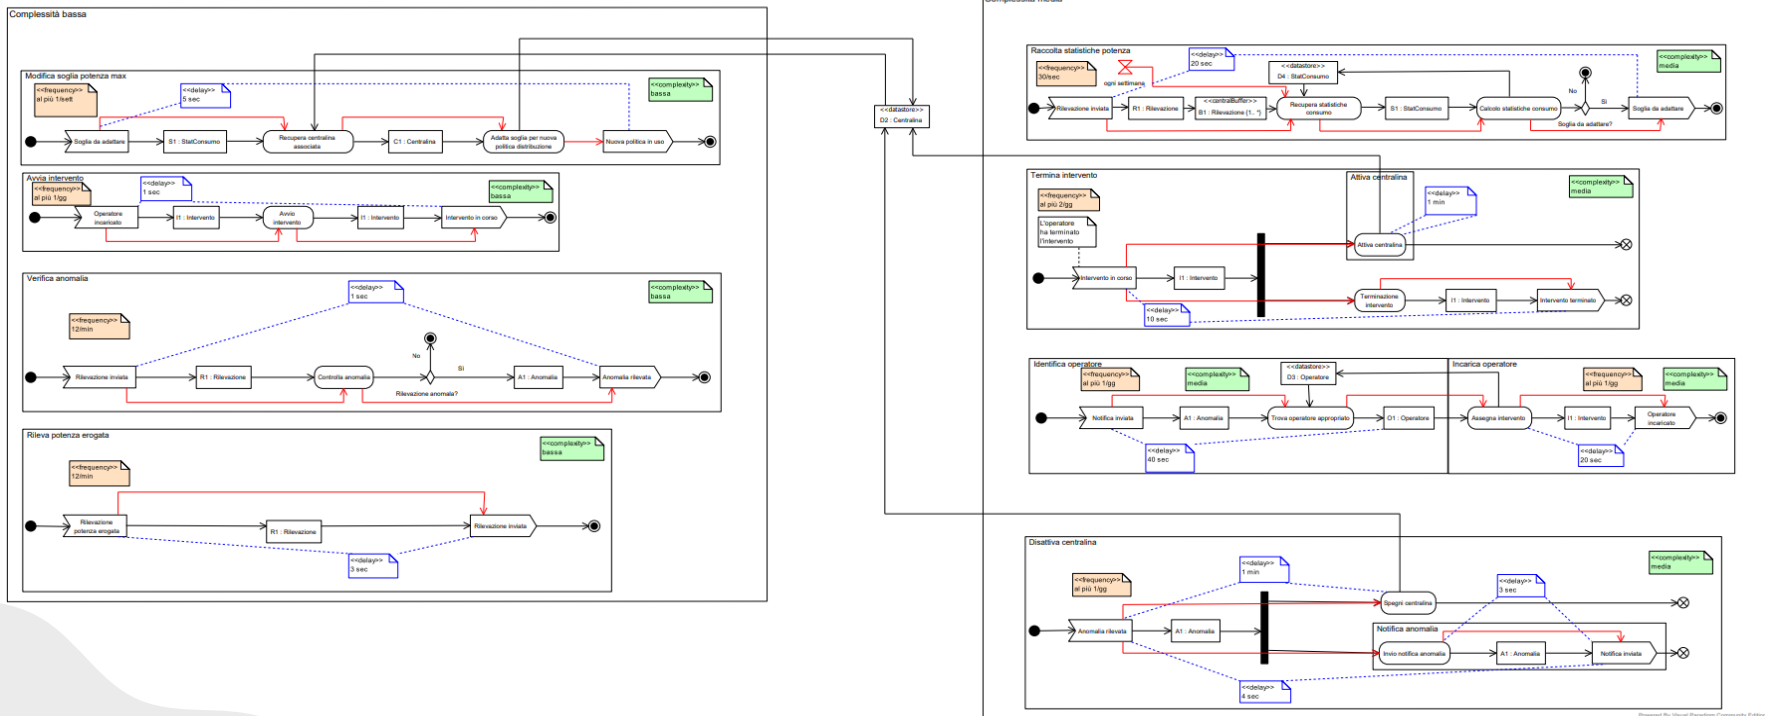 Complessità bassa
Modifica soglia potenza max
<<frequency>>
al più 1/sett
<<delay>>
5 sec
<<complexity>>
bassa
Soglia da adattare
S1 : StatConsumo
Recupera centralina
associata
C1 : Centralina
Adatta soglia per nuova
politica distribuzione
Nuova politica in uso
Avvia intervento
<<frequency>>
al più 1/gg
<<delay>>
1 sec
<<complexity>>
bassa
Operatore
incaricato
I1 : Intervento
Avvio
intervento
I1 : Intervento
Intervento in corso
Verifica anomalia
<<delay>>
1 sec
<<complexity>>
bassa
<<frequency>>
12/min
No
Sì
Rilevazione inviata
R1 : Rilevazione
Controlla anomalia
A1 : Anomalia
Anomalia rilevata
Rilevazione anomala?
Rileva potenza erogata
<<complexity>>
bassa
<<frequency>>
12/min
Rilevazione
potenza erogata
R1 : Rilevazione
Rilevazione inviata
<<delay>>
3 sec
<<datastore>>
D2 : Centralina
Complessità media
Raccolta statistiche potenza
<<frequency>>
30/sec
ogni settimana
<<delay>>
20 sec
<<datastore>>
D4 : StatConsumo
<<complexity>>
media
No
Sì
Rilevazione inviata
R1 : Rilevazione
<<centralBuffer>>
B1 : Rilevazione [1.. *]
Recupera statistiche
consumo
S1 : StatConsumo
Calcolo statistiche consumo
Soglia da adattare
Soglia da adattare?
Termina intervento
<<frequency>>
al più 2/gg
L'operatore
ha terminato
l'intervento
Attiva centralina
<<delay>>
1 min
<<complexity>>
media
Attiva centralina
Intervento in corso
I1 : Intervento
<<delay>>
10 sec
Terminazione
intervento
I1 : Intervento
Intervento terminato
Identifica operatore
<<frequency>>
al più 1/gg
<<complexity>>
media
<<datastore>>
D3 : Operatore
Notifica inviata
A1 : Anomalia
Trova operatore appropriato
O1 : Operatore
<<delay>>
40 sec
Incarica operatore
<<frequency>>
al più 1/gg
<<complexity>>
media
Assegna intervento
I1 : Intervento
Operatore
incaricato
<<delay>>
20 sec
Disattiva centralina
<<frequency>>
al più 1/gg
<<delay>>
1 min
<<delay>>
3 sec
<<complexity>>
media
Spegni centralina
Anomalia rilevata
A1 : Anomalia
Notifica anomalia
Invio notifica anomalia
A1 : Anomalia
Notifica inviata
<<delay>>
4 sec
Powered By Visual Paradigm Community Edition